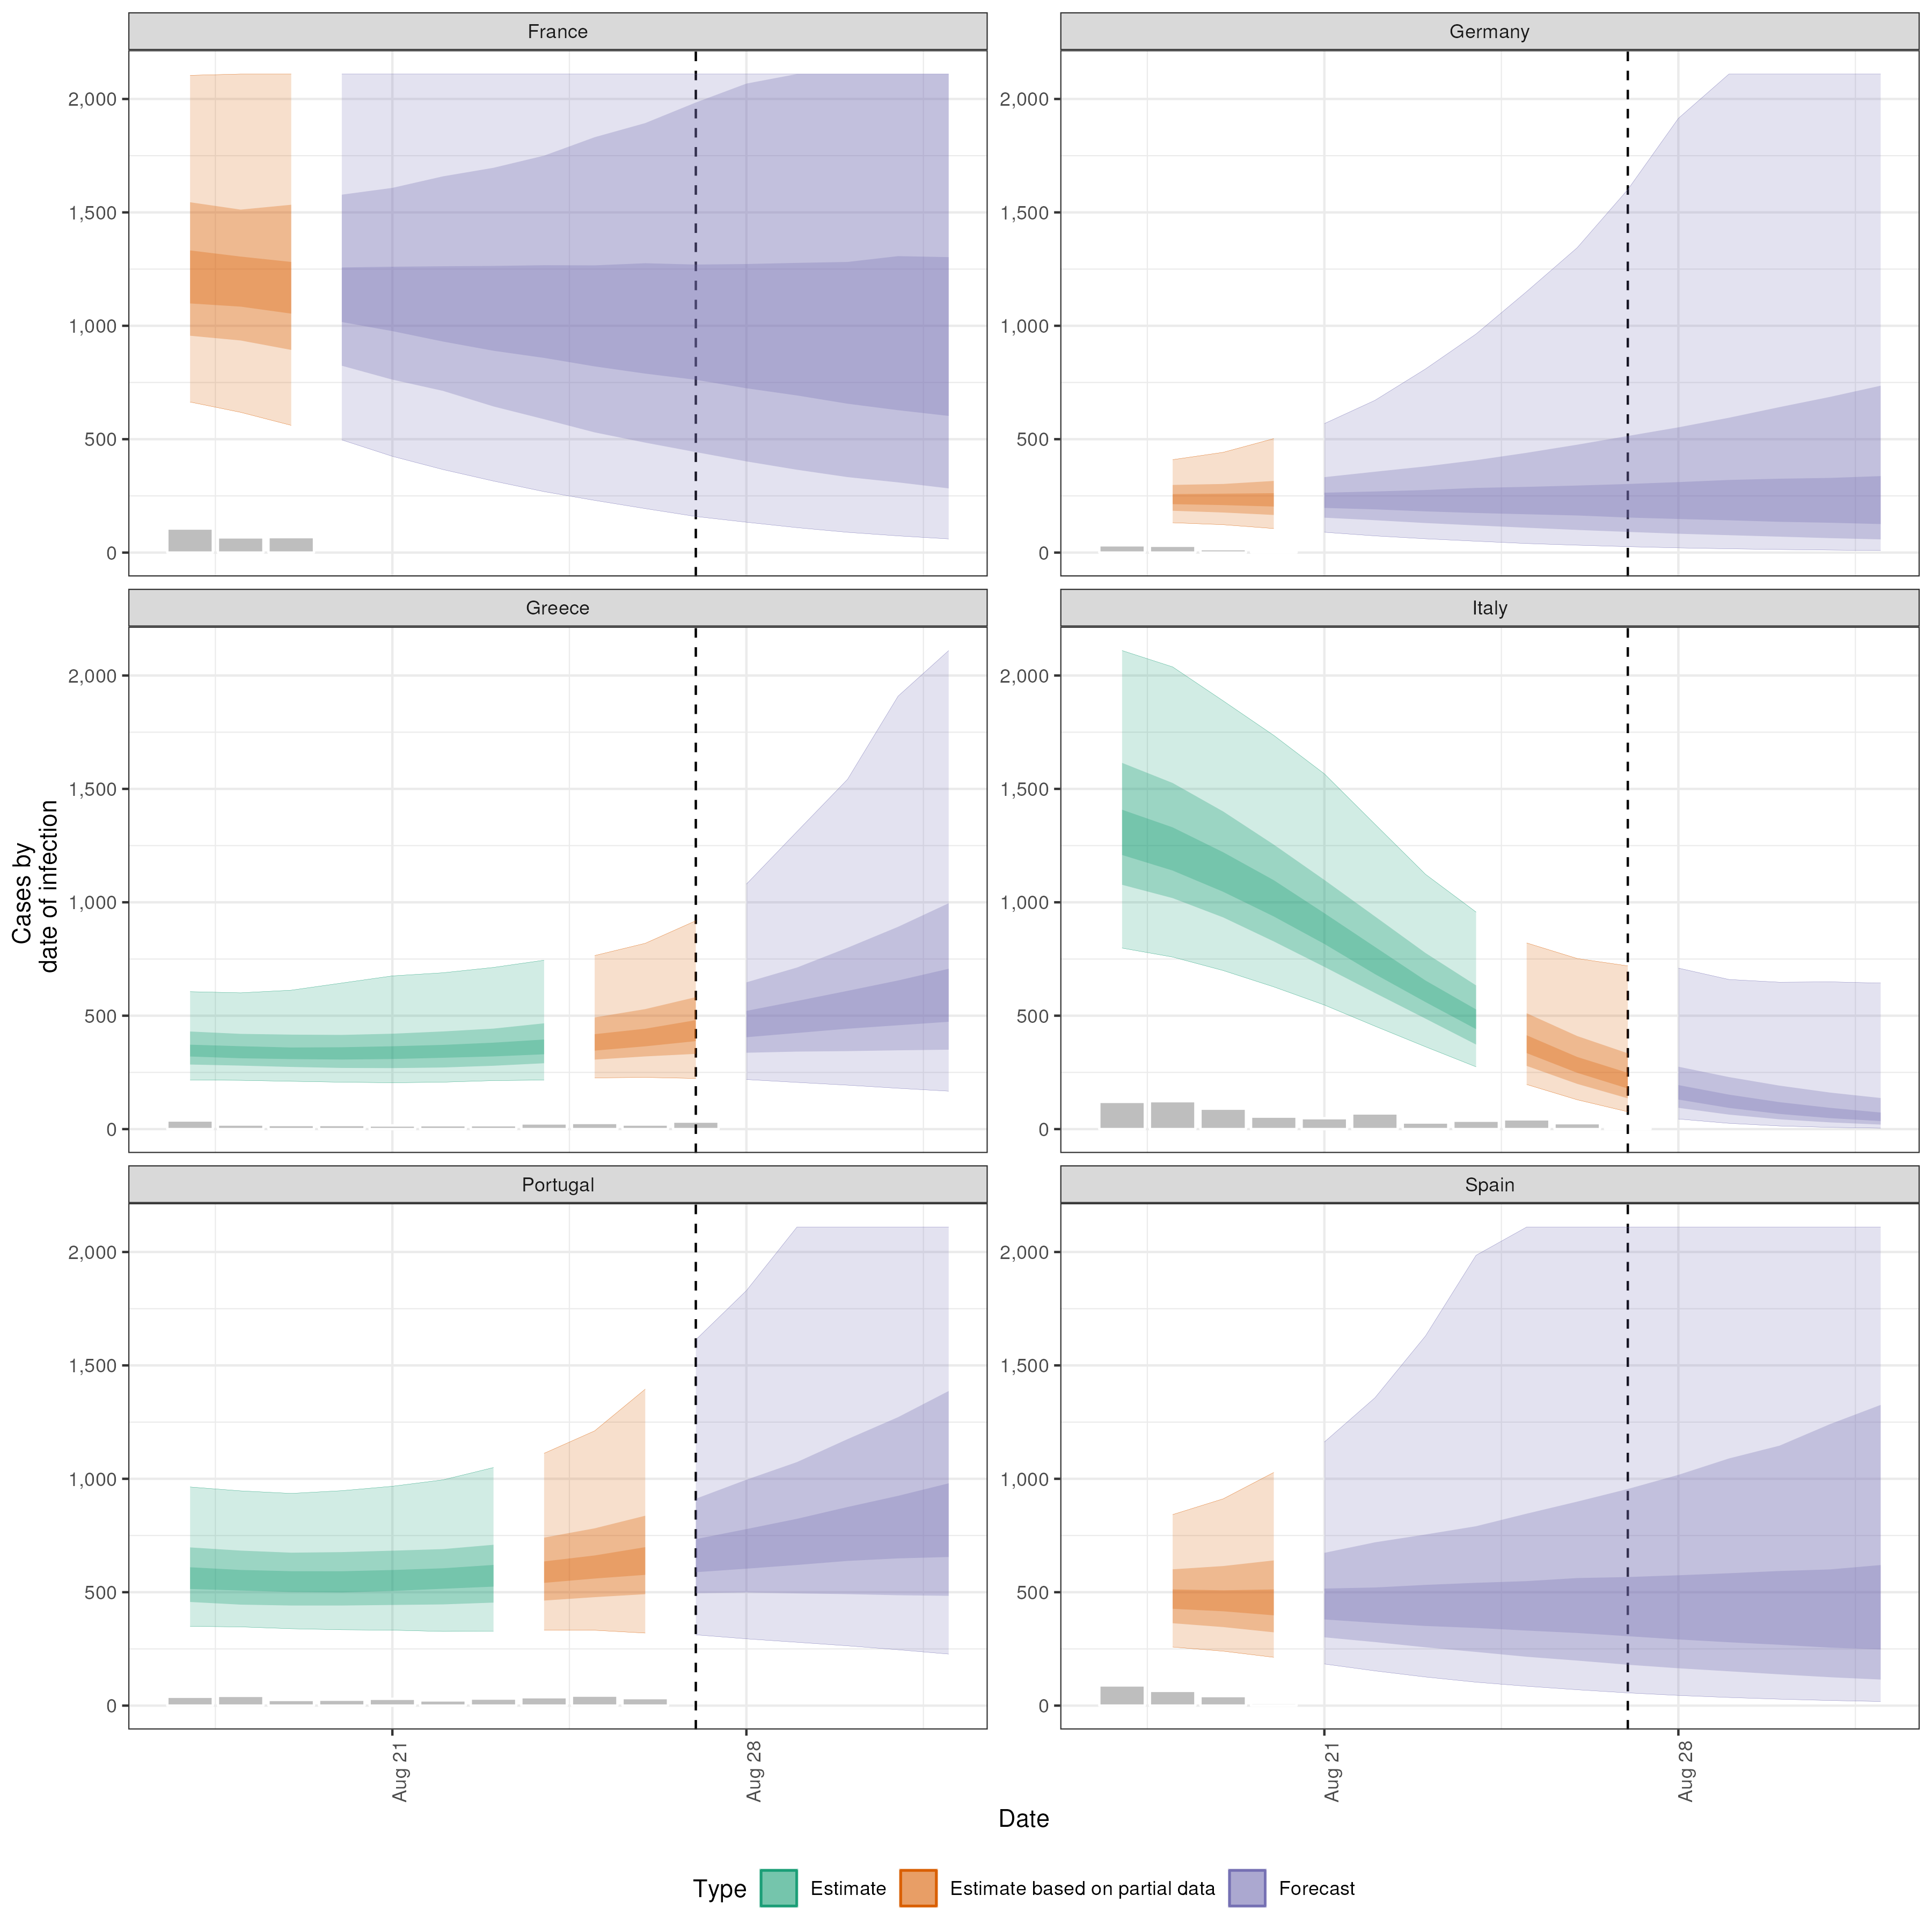 France
Germany
2,000
1,500
1,000
500
0
2,000
1,500
1,000
500
0
Greece
Italy
2,000
1,500
1,000
500
0
2,000
1,500
1,000
500
0
Cases by
date of infection
Portugal
Spain
2,000
1,500
1,000
500
0
2,000
1,500
1,000
500
0
Aug 21
Aug 28
Aug 21
Aug 28
Date
Type Estimate Estimate based on partial data Forecast